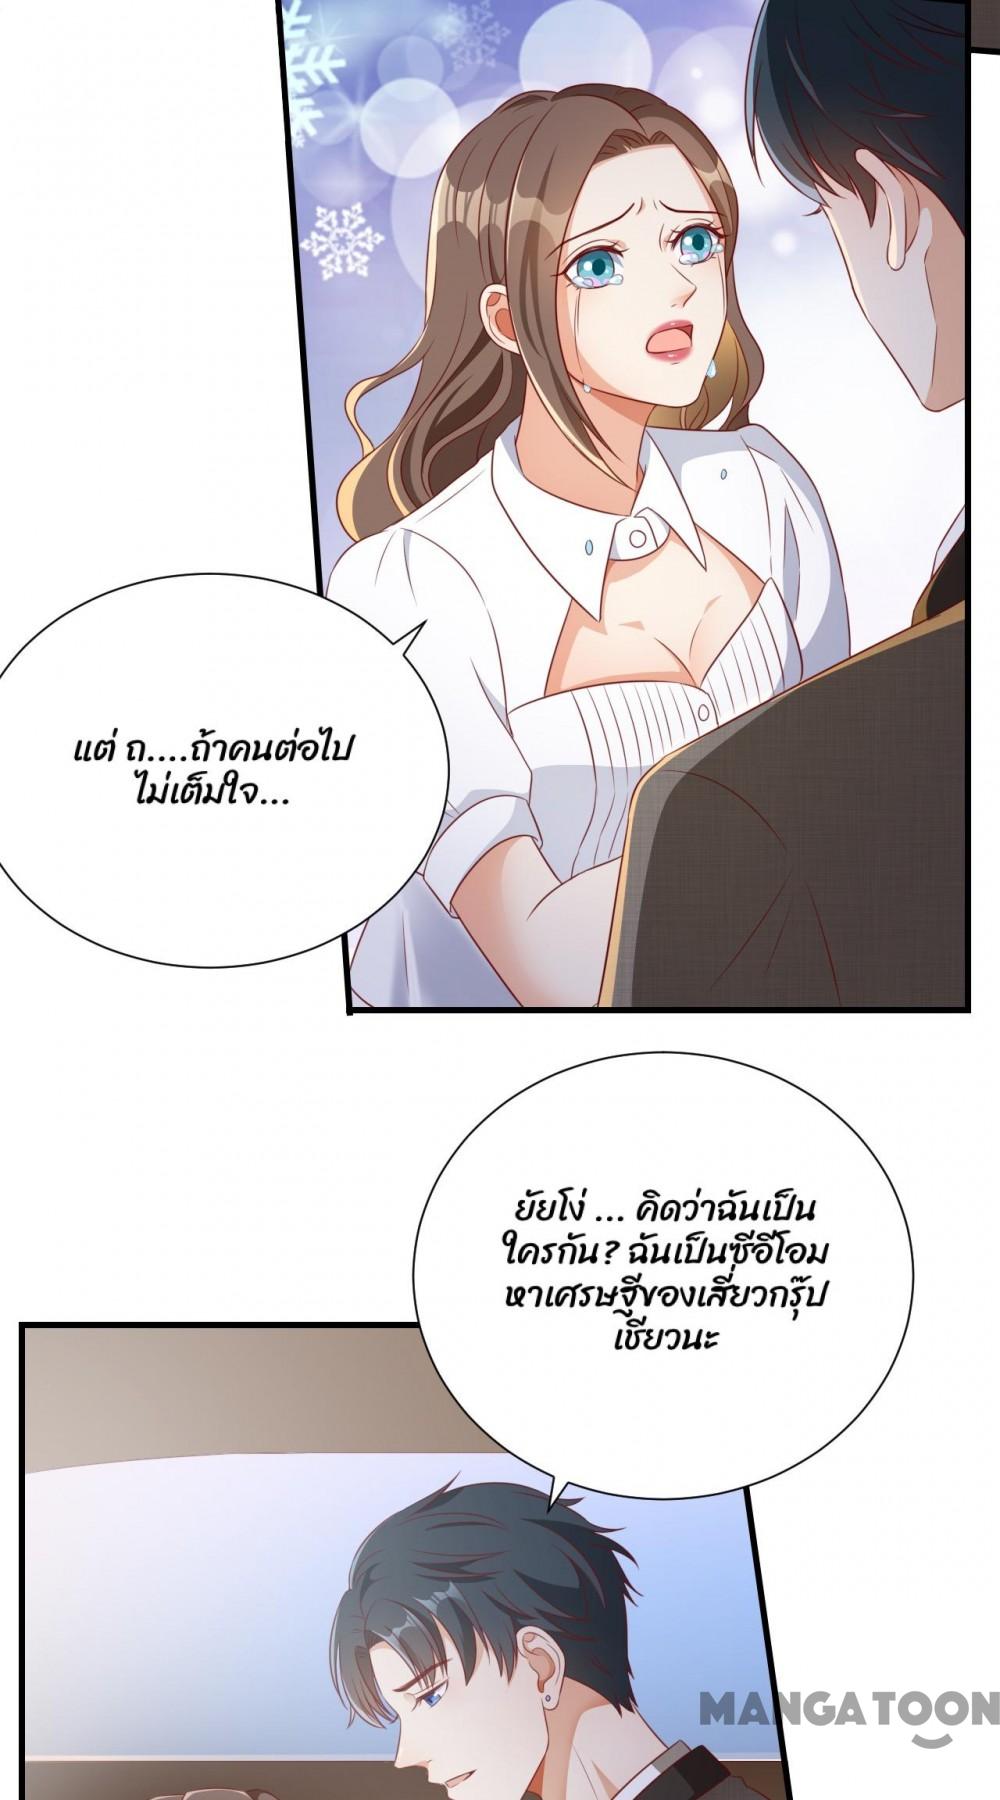 แต่ ถ....ถ้าคนต่อไป
ไม่เต็มใจ...
ยัยโง่ ... คิดว่าฉันเป็น
ใครกัน? ฉันเป็นซีอีโอม
หาเศรษฐีของเสี่ยวกรุ๊ป
เชียวนะ
MANGATOON